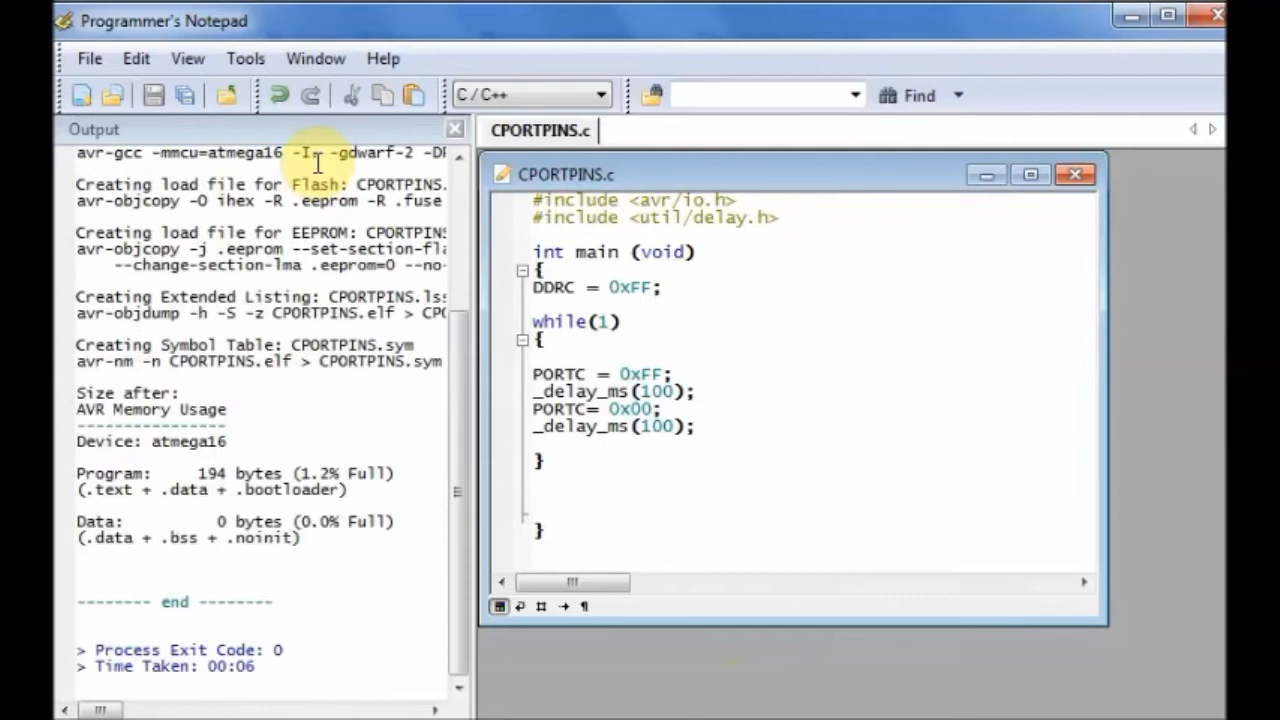 Programmer's Notepad
File Edit View Tools Window Help
C / C++
Find
Output
CPORTPINS.c
avr-gcc -mmcu=atmega16 -I. -gdwarf-2 -DF
Creating load file for Flash: CPORTPINS.
avr-objcopy -O ihex -R .eeprom -R .fuse
Creating load file for EEPROM: CPORTPINS
avr-objcopy -j .eeprom --set-section-fla
--change-section-lma .eeprom=0 --no-
Creating Extended Listing: CPORTPINS.lss
avr-objdump -h -S -z CPORTPINS.elf > CPO
Creating Symbol Table: CPORTPINS.sym
avr-nm -n CPORTPINS.elf > CPORTPINS.sym
Size after:
AVR Memory Usage
----------------
Device: atmega16
Program: 194 bytes (1.2% Full)
(.text + .data + .bootloader)
Data: 0 bytes (0.0% Full)
(.data + .bss + .noinit)
-------- end --------
> Process Exit Code: 0
> Time Taken: 00:06
CPORTPINS.c
#include <avr/io.h>
#include <util/delay.h>
int main (void)
{
DDRC = 0xFF;
while(1)
{
PORTC = 0xFF;
_delay_ms(100);
PORTC= 0x00;
_delay_ms(100);
}
}